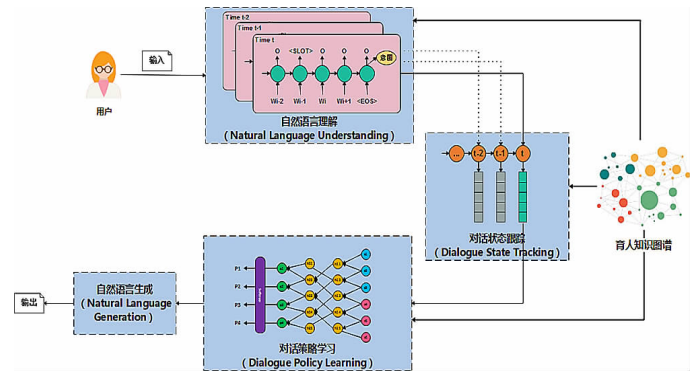 Time t-2
Time t-1
Time t
O <SLOT> O O O
意图
Wi-2 Wi-1 Wi Wi+1 <EOS>
自然语言理解
（Natural Language Understanding）
输入
用户
... t-2 t-1 t
对话状态跟踪
（Dialogue State Tracking）
育人知识图谱
P1
P2
P3
P4
对话策略学习
（Dialogue Policy Learning）
自然语言生成
（Natural Language
Generation）
输出